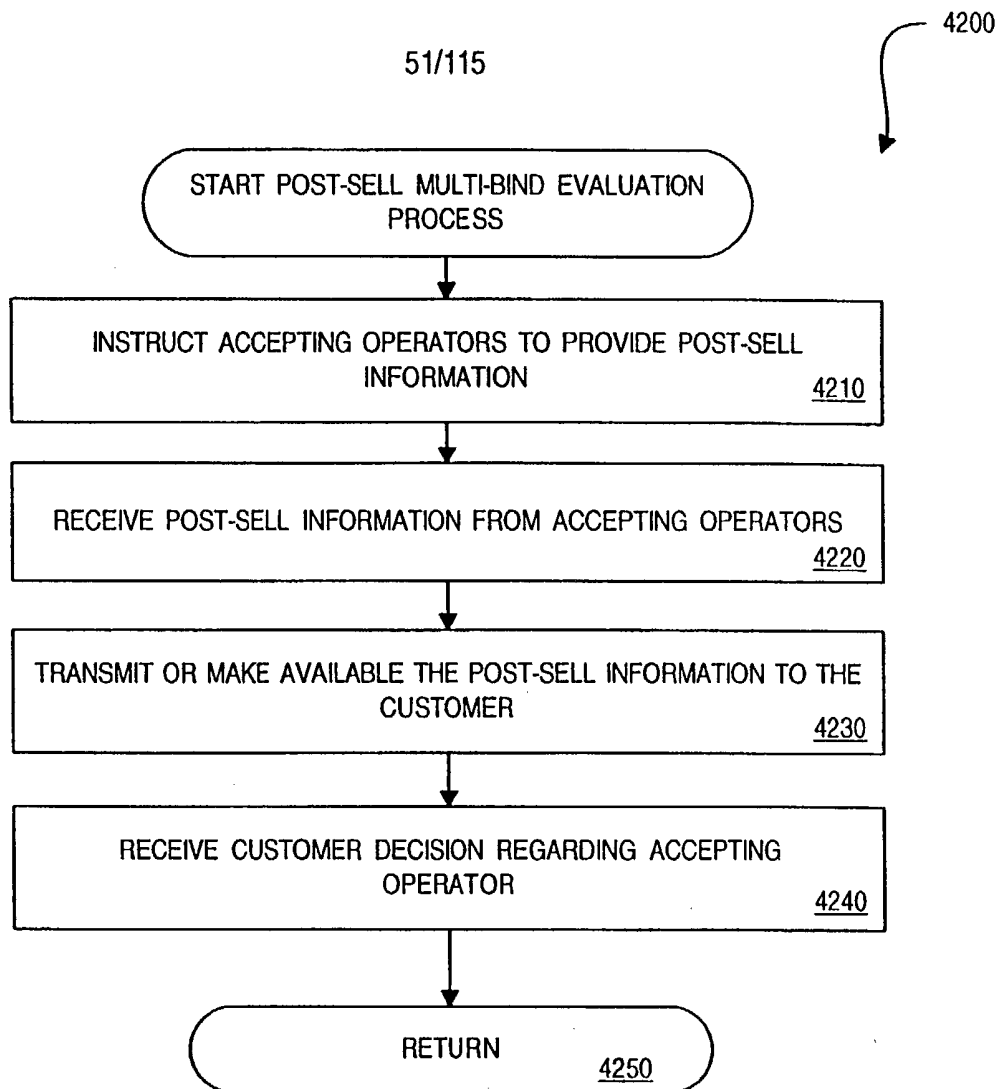 4200
51/115
START POST-SELL MULTI-BIND EVALUATION
PROCESS
INSTRUCT ACCEPTING OPERATORS TO PROVIDE POST-SELL
INFORMATION
4210
RECEIVE POST-SELL INFORMATION FROM ACCEPTING OPERATORS
4220
TRANSMIT OR MAKE AVAILABLE THE POST-SELL INFORMATION TO THE
CUSTOMER
4230
RECEIVE CUSTOMER DECISION REGARDING ACCEPTING
OPERATOR
4240
RETURN
4250